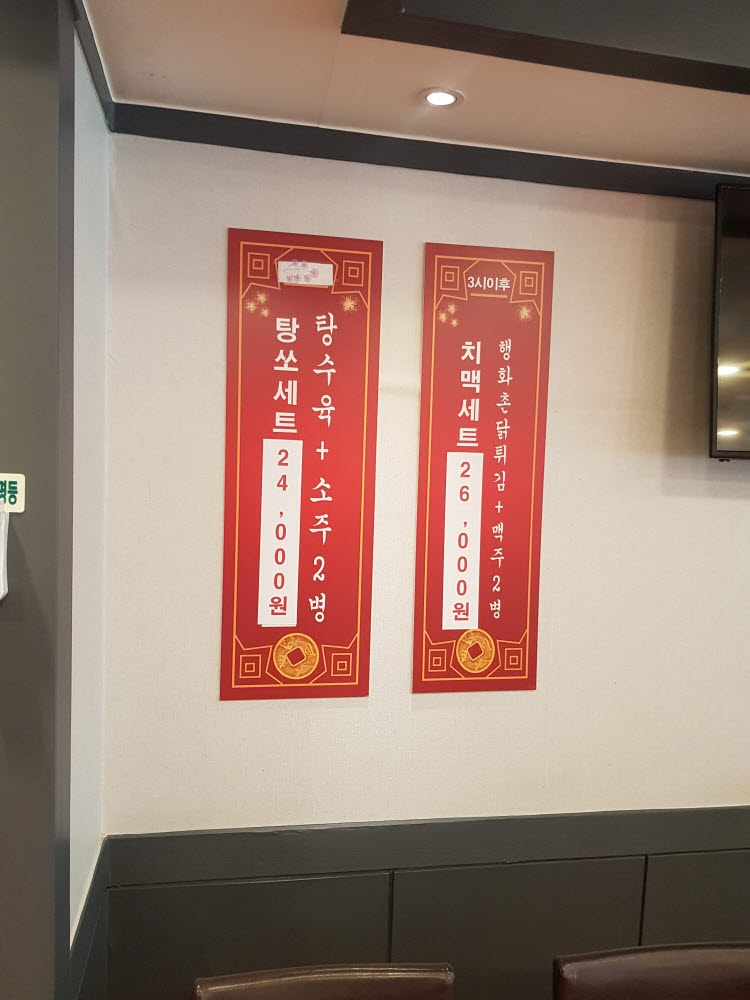 탕수육 + 소주 2 병
탕쏘세트 24,000원
3시이후
행화촌닭튀김 + 맥주 2 병
치맥세트 26,000원